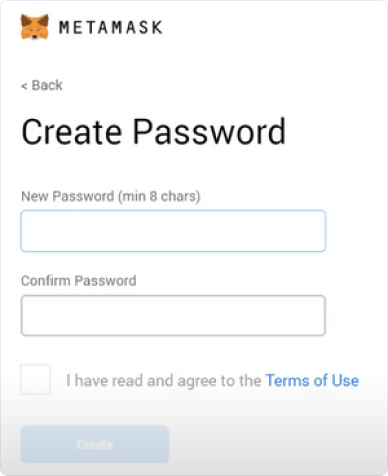 METAMASK
< Back
Create Password
New Password (min 8 chars)
Confirm Password
I have read and agree to the Terms of Use
Create